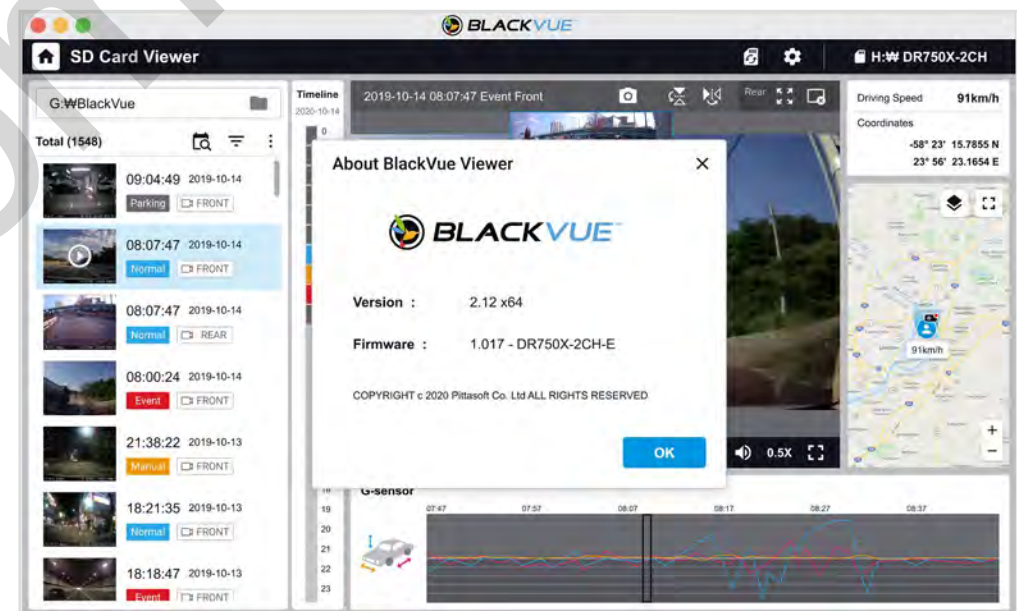 BLACKVUE
SD Card Viewer
H:₩ DR750X-2CH
G:₩BlackVue
Total (1548)
09:04:49 2019-10-14
Parking FRONT
08:07:47 2019-10-14
Normal FRONT
08:07:47 2019-10-14
Normal REAR
08:00:24 2019-10-14
Event FRONT
21:38:22 2019-10-13
Manual FRONT
18:21:35 2019-10-13
Normal FRONT
18:18:47 2019-10-13
Event FRONT
Timeline
2020-10-14
0
19
20
21
22
23
2019-10-14 08:07:47 Event Front
Rear
About BlackVue Viewer
BLACKVUE
Version : 2.12 x64
Firmware : 1.017 - DR750X-2CH-E
COPYRIGHT c 2020 Pittasoft Co. Ltd ALL RIGHTS RESERVED
OK
0.5X
Driving Speed 91km/h
Coordinates
-58° 23' 15.7855 N
23° 56' 23.1654 E
91km/h
G-sensor
07:47 07:57 08:07 08:17 08:27 08:37